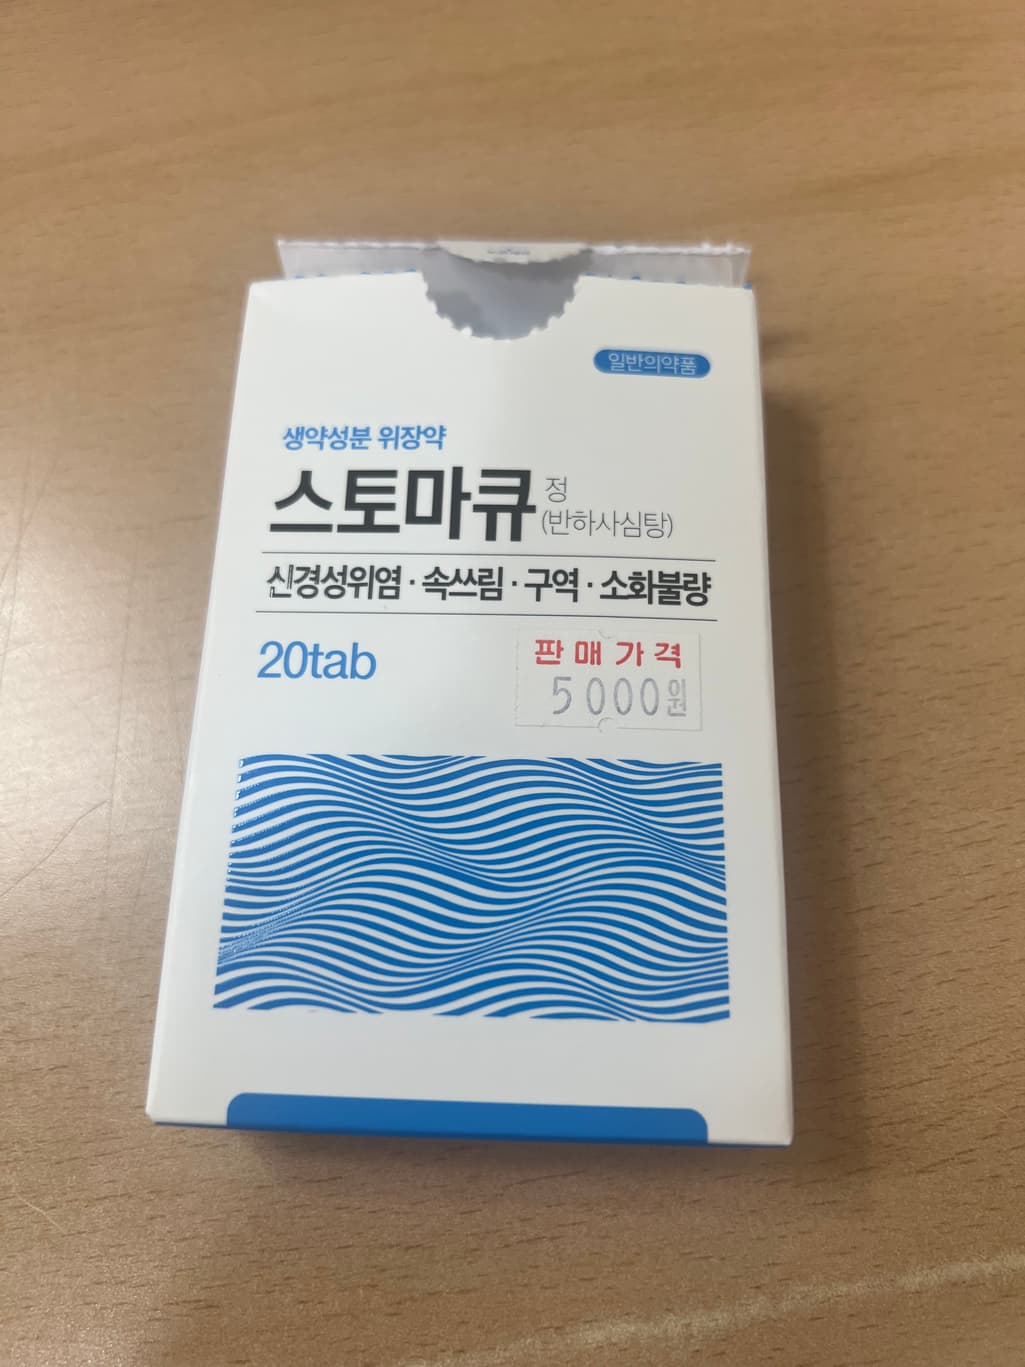 일반의약품
생약성분 위장약
스토마큐 정
(반하사심탕)
신경성위염 · 속쓰림 · 구역 · 소화불량
20tab
판매가격
5000원